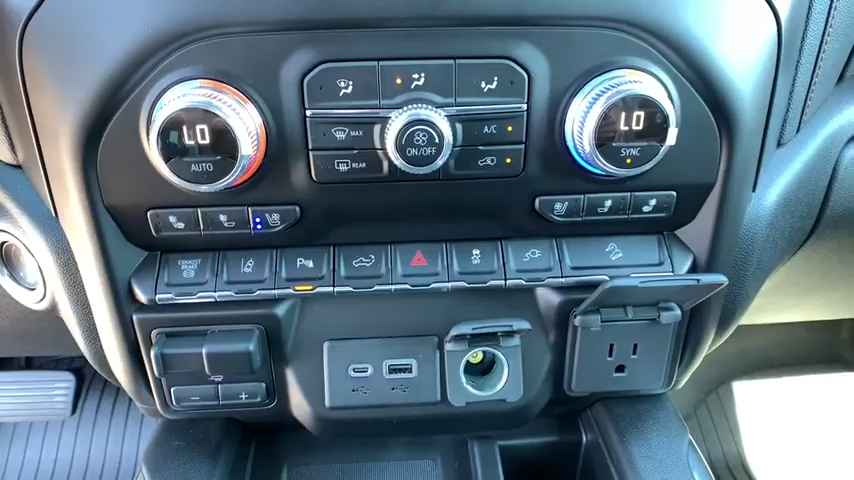 LO
AUTO
MAX
REAR
ON/OFF
A/C
LO
SYNC
EXHAUST
BRAKE
P
OFF
- +